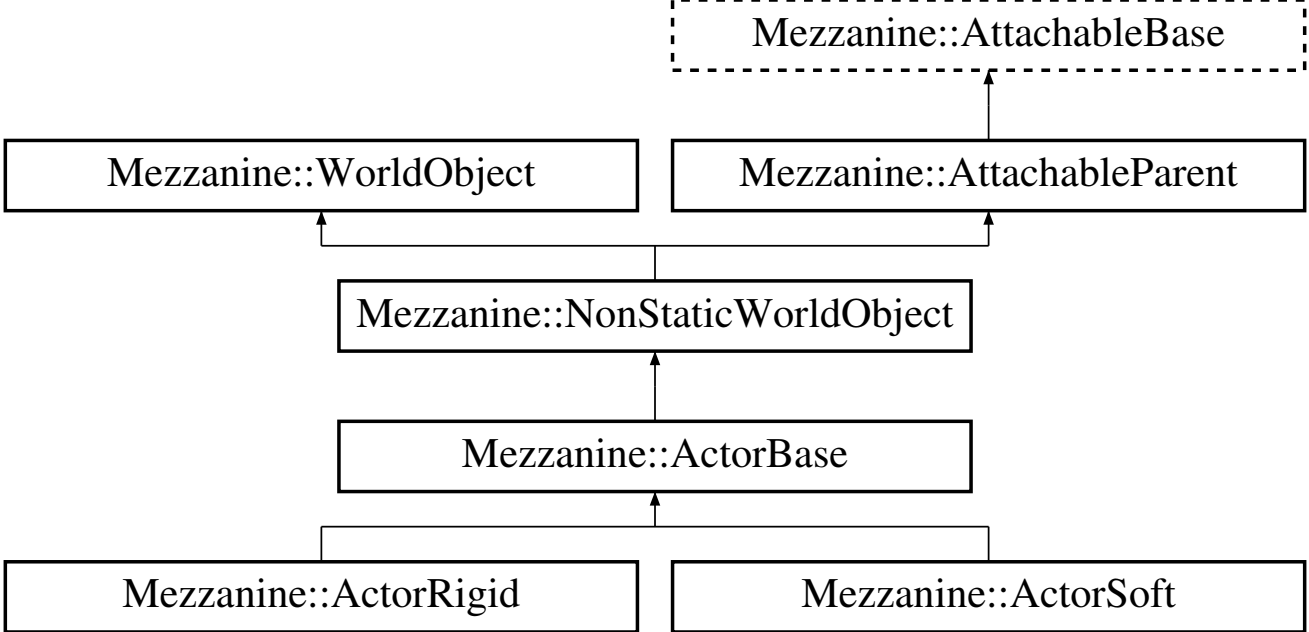 Mezzanine::AttachableBase
Mezzanine::WorldObject
Mezzanine::AttachableParent
Mezzanine::NonStaticWorldObject
Mezzanine::ActorBase
Mezzanine::ActorRigid
Mezzanine::ActorSoft